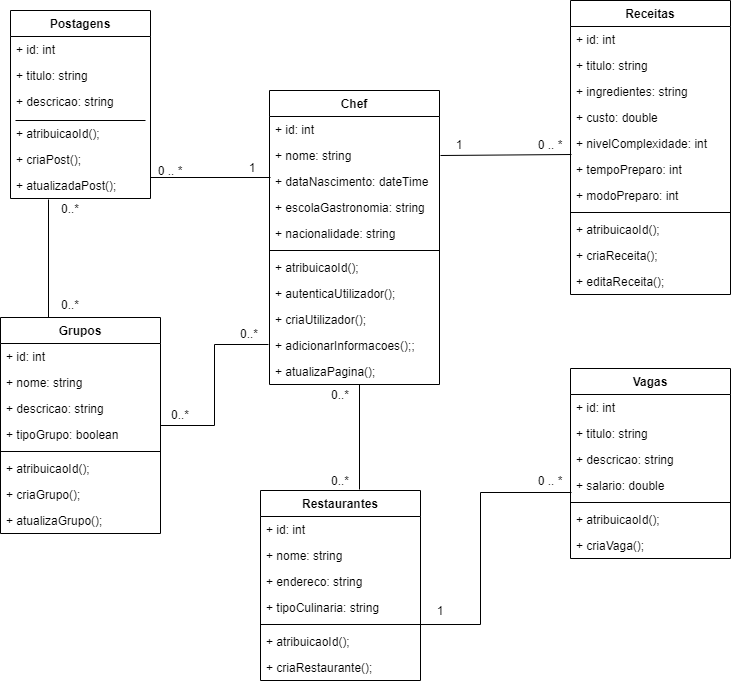 Postagens
+ id: int
+ titulo: string
+ descricao: string
+ atribuicaoId();
+ criaPost();
+ atualizadaPost();
0 .. *
1
0..*
0..*
Chef
+ id: int
+ nome: string
+ dataNascimento: dateTime
+ escolaGastronomia: string
+ nacionalidade: string
+ atribuicaoId();
+ autenticaUtilizador();
+ criaUtilizador();
+ adicionarInformacoes();;
+ atualizaPagina();
1
0 .. *
Receitas
+ id: int
+ titulo: string
+ ingredientes: string
+ custo: double
+ nivelComplexidade: int
+ tempoPreparo: int
+ modoPreparo: int
+ atribuicaoId();
+ criaReceita();
+ editaReceita();
Grupos
+ id: int
+ nome: string
+ descricao: string
+ tipoGrupo: boolean
+ atribuicaoId();
+ criaGrupo();
+ atualizaGrupo();
0..*
0..*
0..*
0..*
Restaurantes
+ id: int
+ nome: string
+ endereco: string
+ tipoCulinaria: string
+ atribuicaoId();
+ criaRestaurante();
1
0 .. *
Vagas
+ id: int
+ titulo: string
+ descricao: string
+ salario: double
+ atribuicaoId();
+ criaVaga();